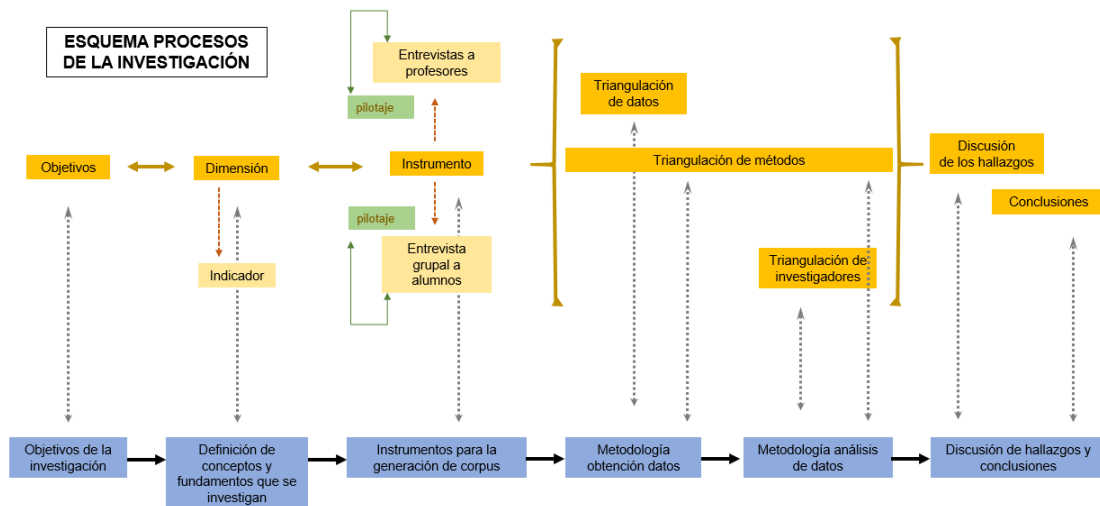 ESQUEMA PROCESOS
DE LA INVESTIGACIÓN
Entrevistas a
profesores
pilotaje
Triangulación
de datos
Objetivos
Dimensión
Instrumento
Triangulación de métodos
Discusión
de los hallazgos
Conclusiones
pilotaje
Indicador
Entrevista
grupal a
alumnos
Triangulación de
investigadores
Objetivos de la
investigación
Definición de
conceptos y
fundamentos que se
investigan
Instrumentos para la
generación de corpus
Metodología
obtención datos
Metodología análisis
de datos
Discusión de hallazgos y
conclusiones